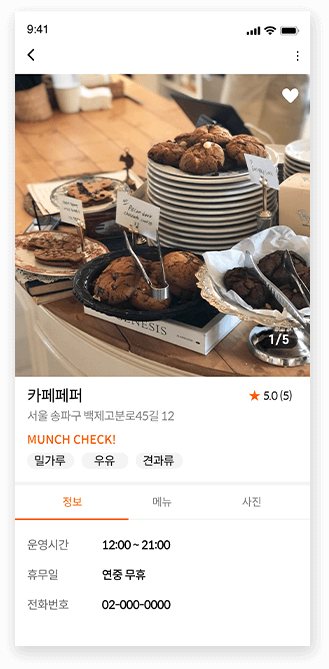 9:41
1/5
GENESIS
카페페퍼
★ 5.0 (5)
서울 송파구 백제고분로45길 12
MUNCH CHECK!
밀가루 우유 견과류
정보 메뉴 사진
운영시간 12:00 ~ 21:00
휴무일 연중 무휴
전화번호 02-000-0000